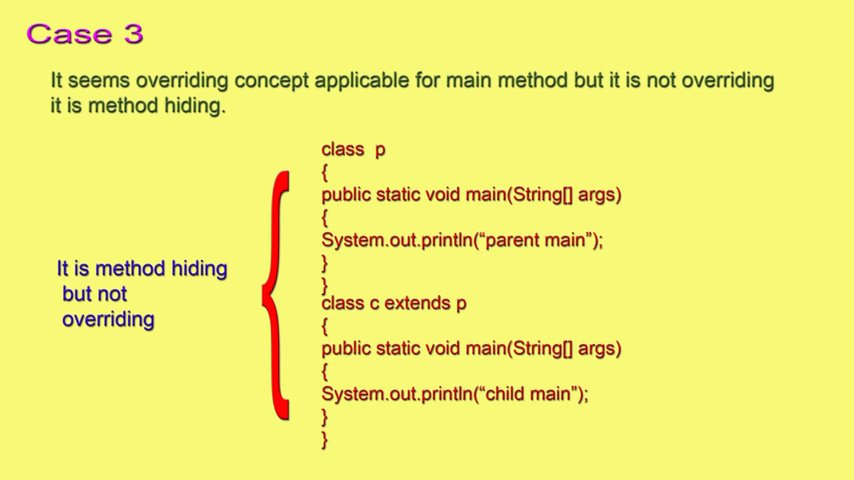 Case 3
It seems overriding concept applicable for main method but it is not overriding
it is method hiding.
It is method hiding
but not
overriding
class  p
{
public static void main(String[] args)
{
System.out.println(“parent main”);
}
}
class c extends p
{
public static void main(String[] args)
{
System.out.println(“child main”);
}
}